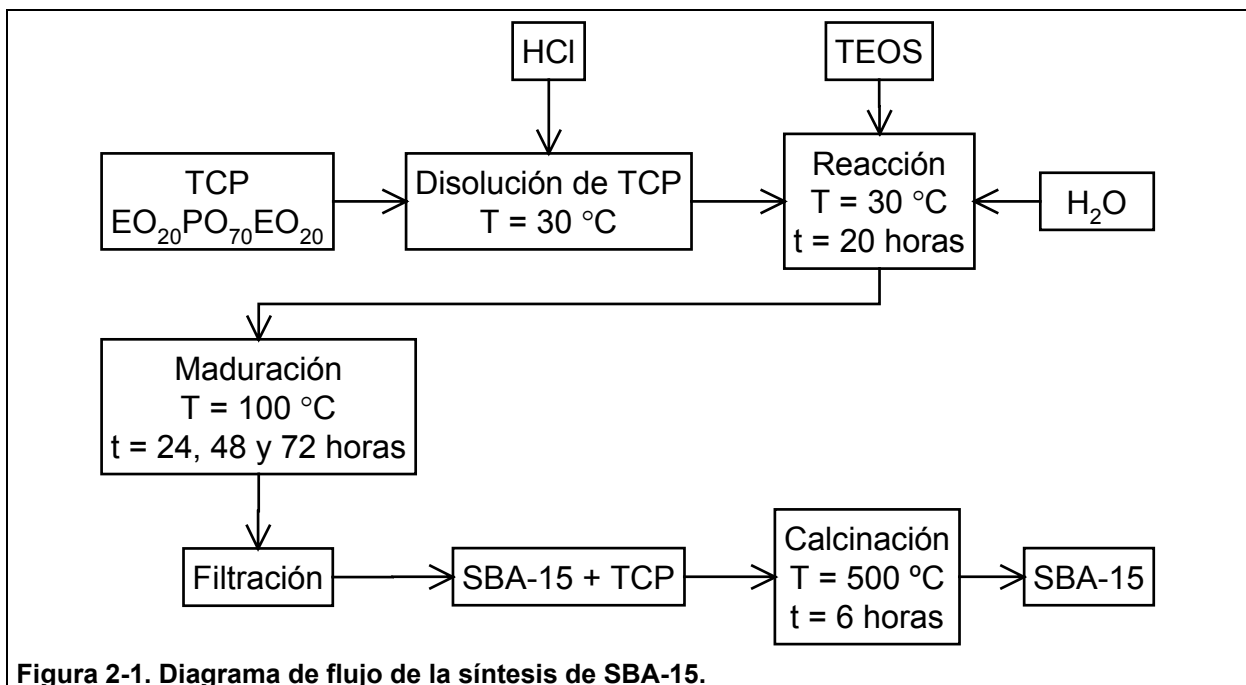 HCl
TEOS
TCP
EO₂₀PO₇₀EO₂₀
Disolución de TCP
T = 30 °C
Reacción
T = 30 °C
t = 20 horas
H₂O
Maduración
T = 100 °C
t = 24, 48 y 72 horas
Filtración
SBA-15 + TCP
Calcinación
T = 500 ºC
t = 6 horas
SBA-15
Figura 2-1. Diagrama de flujo de la síntesis de SBA-15.